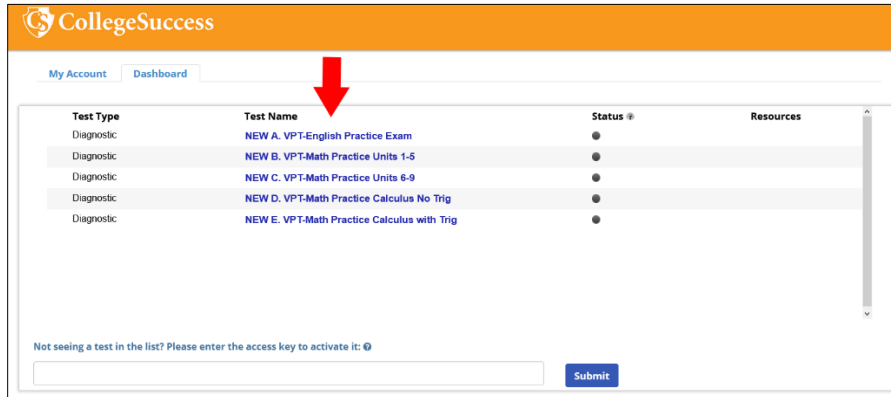 CS CollegeSuccess
My Account Dashboard
Test Type Test Name Status Resources
Diagnostic NEW A. VPT-English Practice Exam
Diagnostic NEW B. VPT-Math Practice Units 1-5
Diagnostic NEW C. VPT-Math Practice Units 6-9
Diagnostic NEW D. VPT-Math Practice Calculus No Trig
Diagnostic NEW E. VPT-Math Practice Calculus with Trig
Not seeing a test in the list? Please enter the access key to activate it: ?
Submit